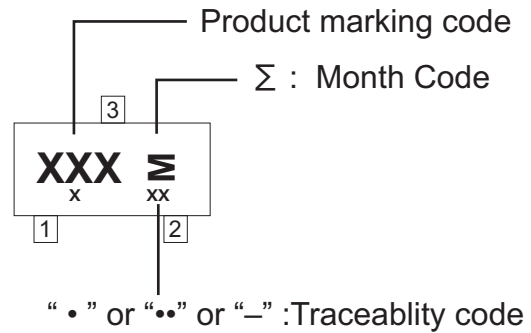 Product marking code
Σ : Month Code
3
XXX Σ
x xx
1 2
“ • ” or “••” or “–” :Traceablity code